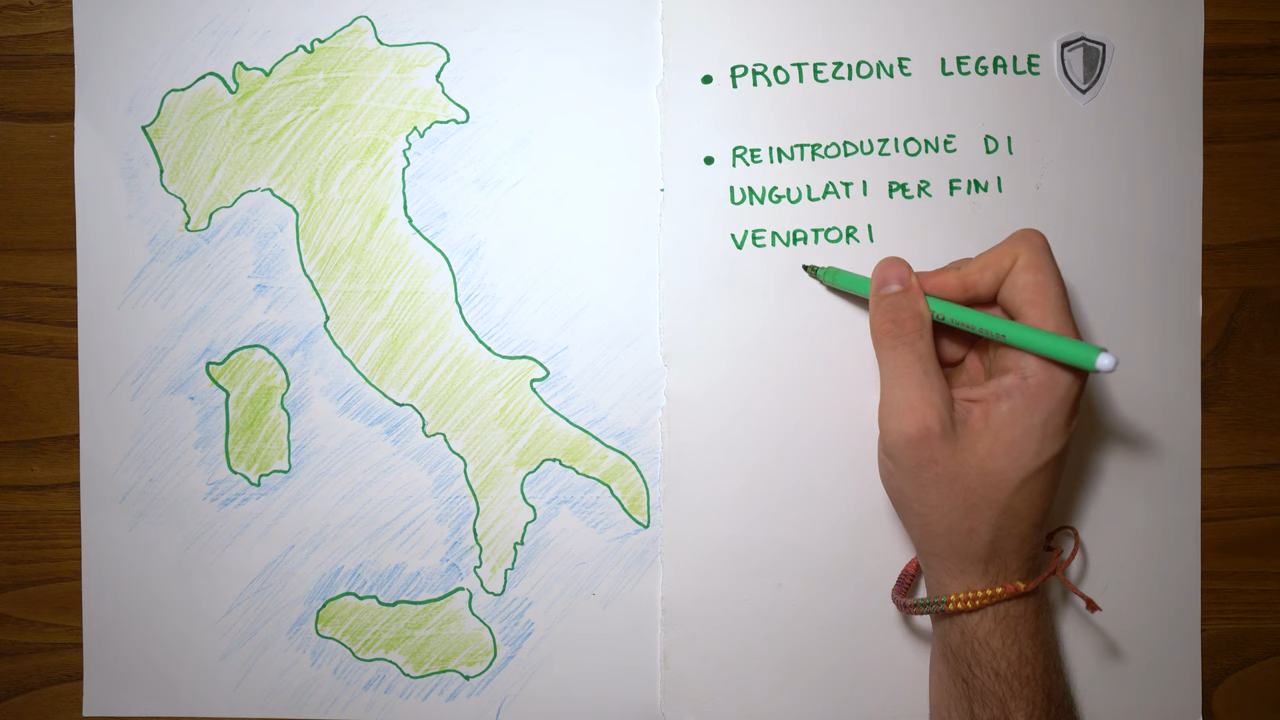 • PROTEZIONE LEGALE
• REINTRODUZIONE DI
UNGULATI PER FINI
VENATORI